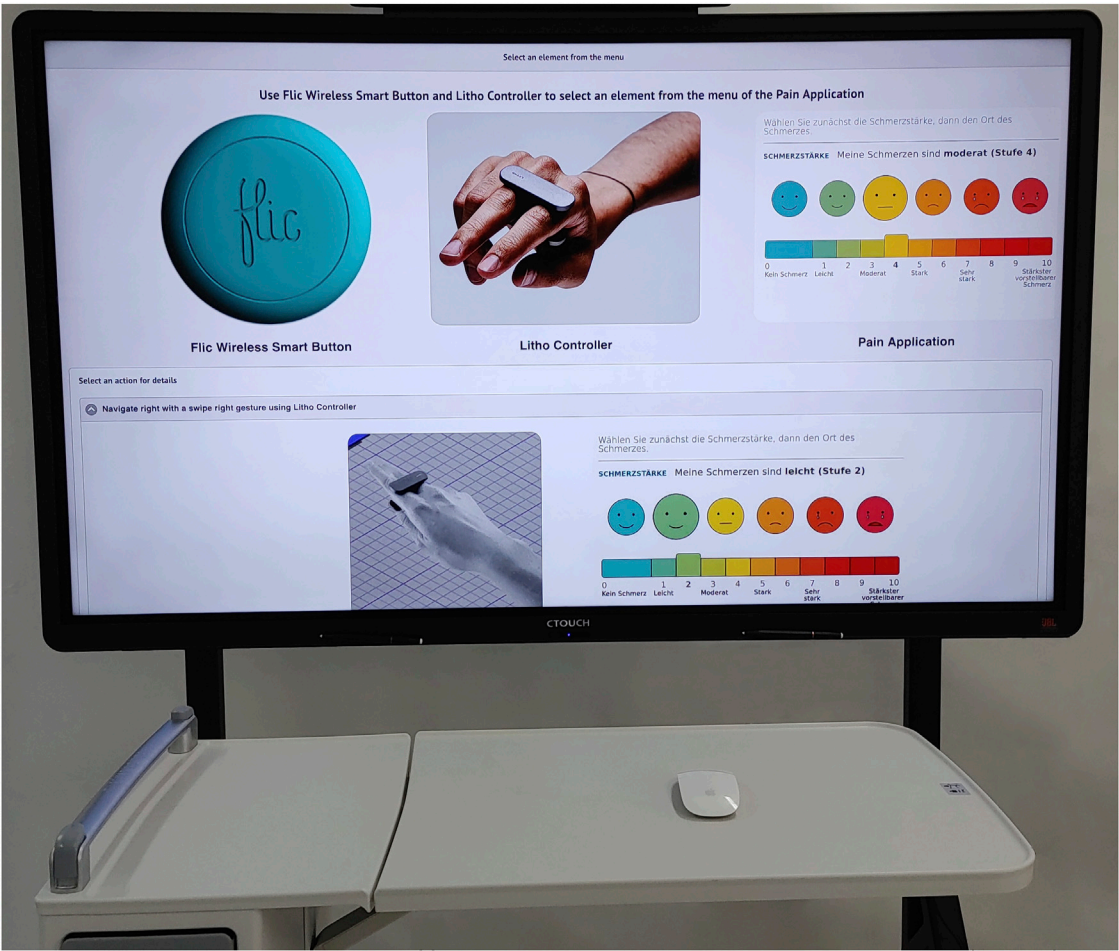 Select an element from the menu
Use Flic Wireless Smart Button and Litho Controller to select an element from the menu of the Pain Application
flic
Wählen Sie zunächst die Schmerzstärke, dann den Ort des
Schmerzes.
SCHMERZSTÄRKE Meine Schmerzen sind moderat (Stufe 4)
0 1 2 3 4 5 6 7 8 9 10
Kein Schmerz Leicht Moderat Stark Sehr stark Stärkster vorstellbarer Schmerz
Flic Wireless Smart Button
Litho Controller
Pain Application
Select an action for details
Navigate right with a swipe right gesture using Litho Controller
Wählen Sie zunächst die Schmerzstärke, dann den Ort des
Schmerzes.
SCHMERZSTÄRKE Meine Schmerzen sind leicht (Stufe 2)
0 1 2 3 4 5 6 7 8 9 10
Kein Schmerz Leicht Moderat Stark Sehr stark Stärkster vorstellbarer
CTOUCH
JBL